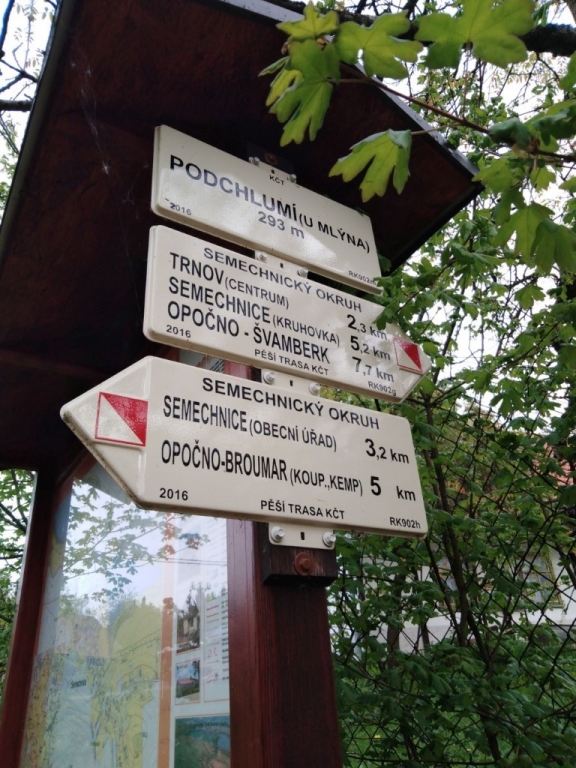 KČT
PODCHLUMÍ (U MLÝNA)
293 m
2016 RK902h
SEMECHNICKÝ OKRUH
TRNOV (CENTRUM) 2,3 km
SEMECHNICE (KRUHOVKA) 5,2 km
OPOČNO - ŠVAMBERK 7,7 km
2016 PĚŠÍ TRASA KČT RK902h
SEMECHNICKÝ OKRUH
SEMECHNICE (OBECNÍ ÚŘAD) 3,2 km
OPOČNO-BROUMAR (KOUP.,KEMP) 5 km
2016 PĚŠÍ TRASA KČT RK902h